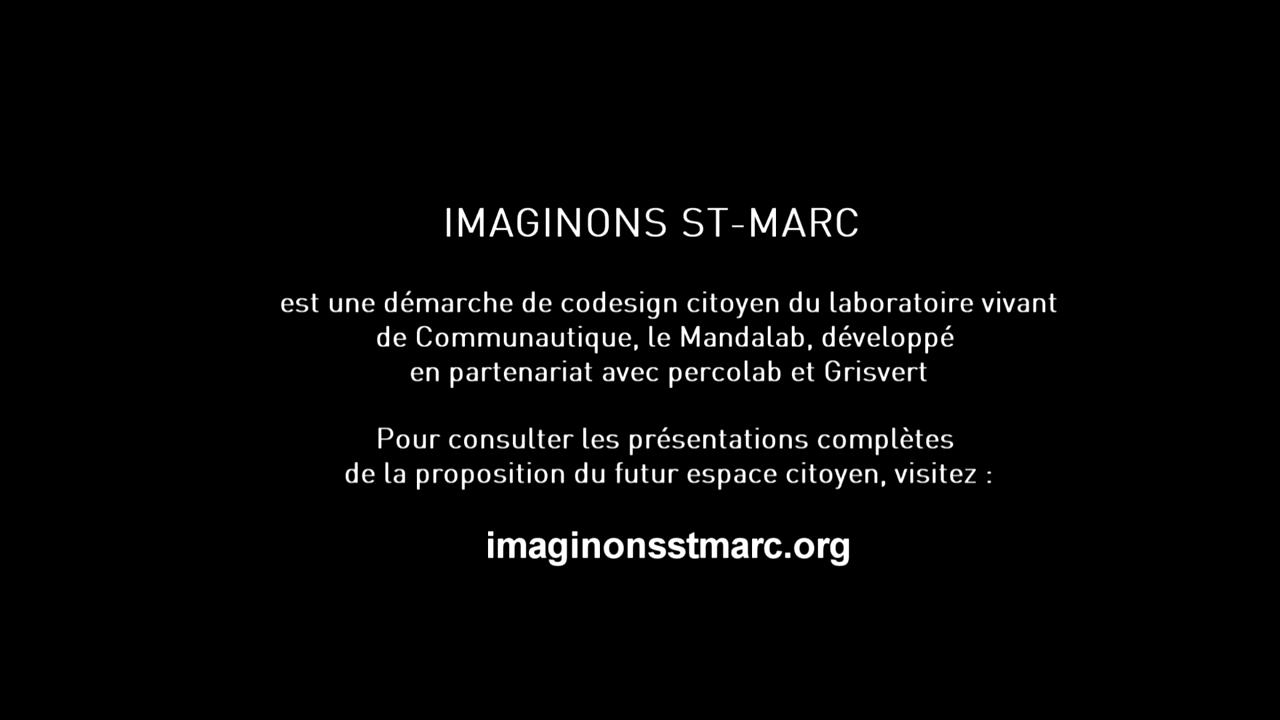 IMAGINONS ST-MARC
est une démarche de codesign citoyen du laboratoire vivant
de Communautique, le Mandalab, développé
en partenariat avec percolab et Grisvert
Pour consulter les présentations complètes
de la proposition du futur espace citoyen, visitez :
imaginonsstmarc.org